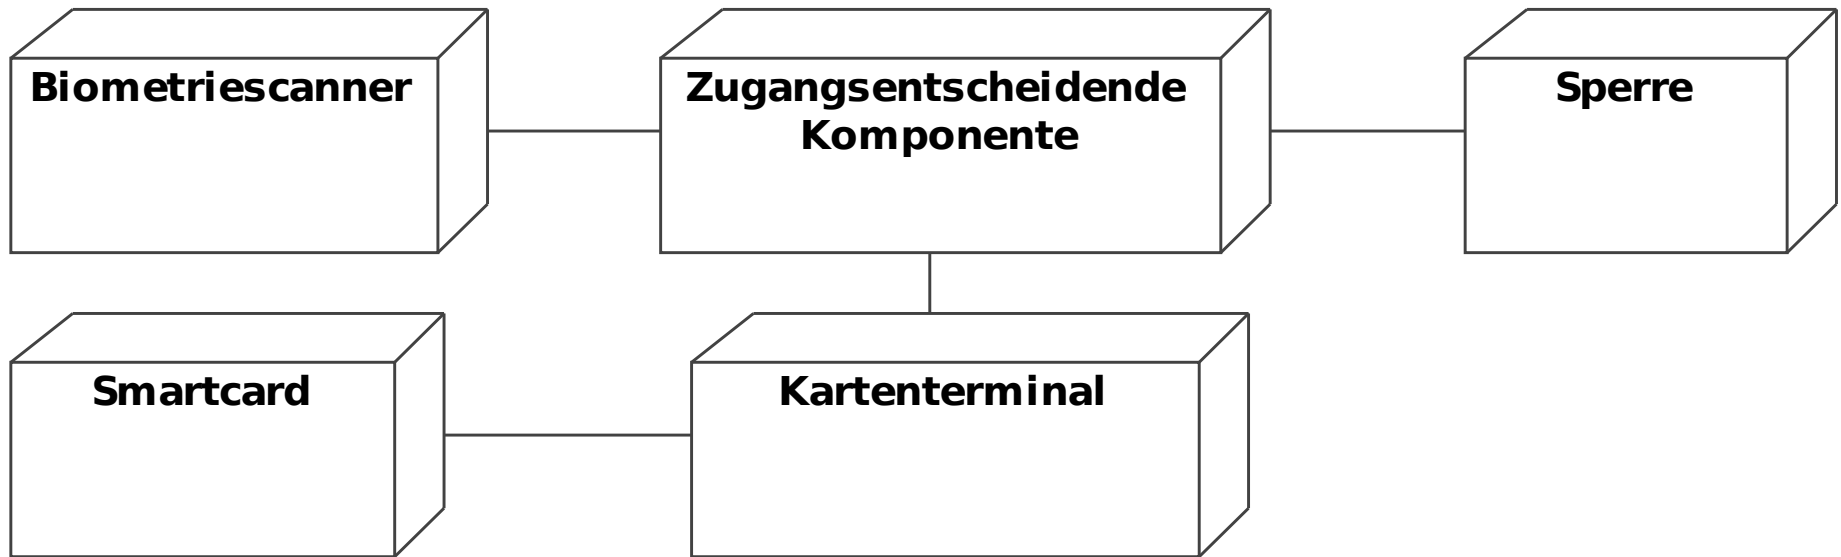 Biometriescanner
Zugangsentscheidende
Komponente
Sperre
Smartcard
Kartenterminal